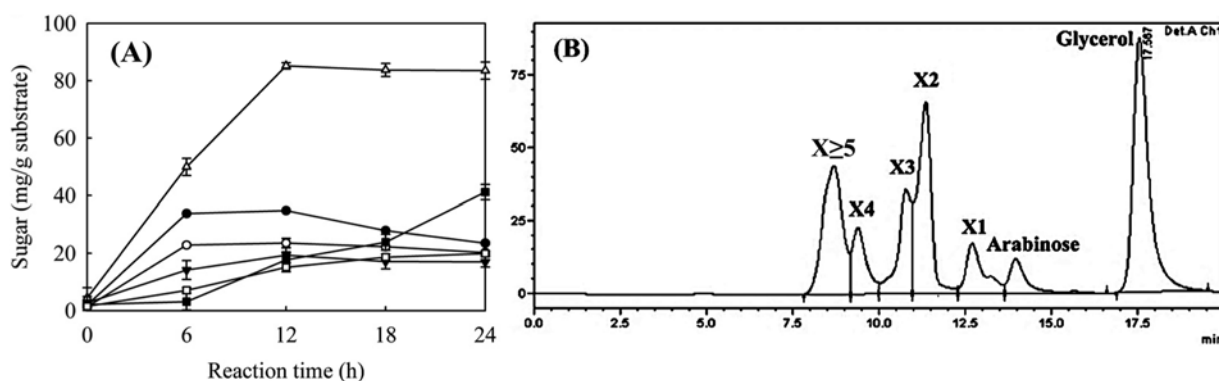 (A)
Sugar (mg/g substrate)
100
80
60
40
20
0
0 6 12 18 24
Reaction time (h)
(B)
Det.A Ch1
75
50
25
0
X≥5
X4
X3
X2
X1
Arabinose
Glycerol
17.567
0.0 2.5 5.0 7.5 10.0 12.5 15.0 17.5
min